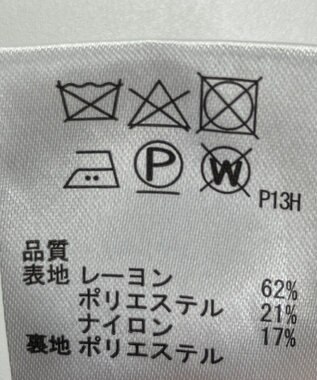 P W P13H
品質
表地 レーヨン 62%
ポリエステル 21%
ナイロン 17%
裏地 ポリエステル